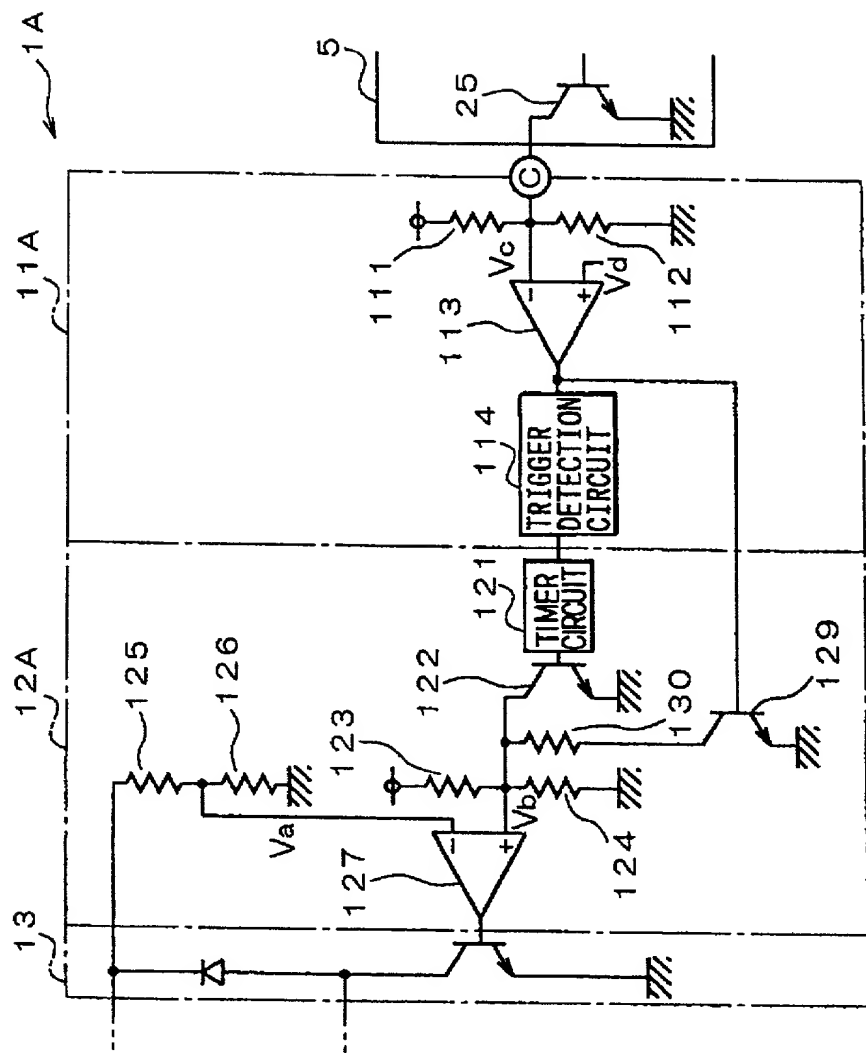 1A
5
25
C
11A
111
Vc
112
Vd
-
+
113
114
TRIGGER
DETECTION
CIRCUIT
12A
125
126
121
TIMER
CIRCUIT
122
130
129
123
Vb
124
Va
-
+
127
13